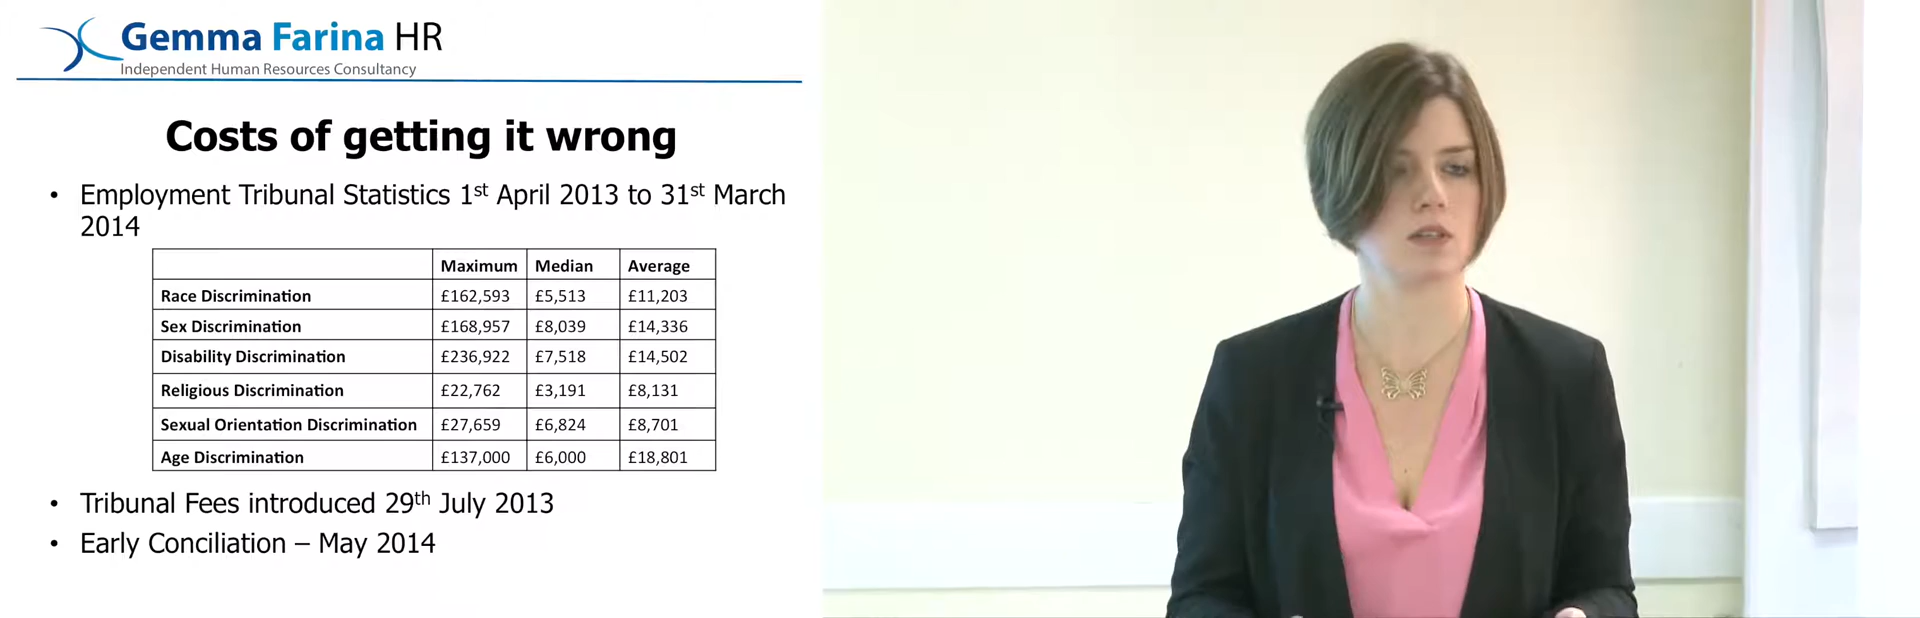 Gemma Farina HR
Independent Human Resources Consultancy
Costs of getting it wrong
• Employment Tribunal Statistics 1st April 2013 to 31st March
2014
Maximum Median Average
Race Discrimination £162,593 £5,513 £11,203
Sex Discrimination £168,957 £8,039 £14,336
Disability Discrimination £236,922 £7,518 £14,502
Religious Discrimination £22,762 £3,191 £8,131
Sexual Orientation Discrimination £27,659 £6,824 £8,701
Age Discrimination £137,000 £6,000 £18,801
• Tribunal Fees introduced 29th July 2013
• Early Conciliation – May 2014